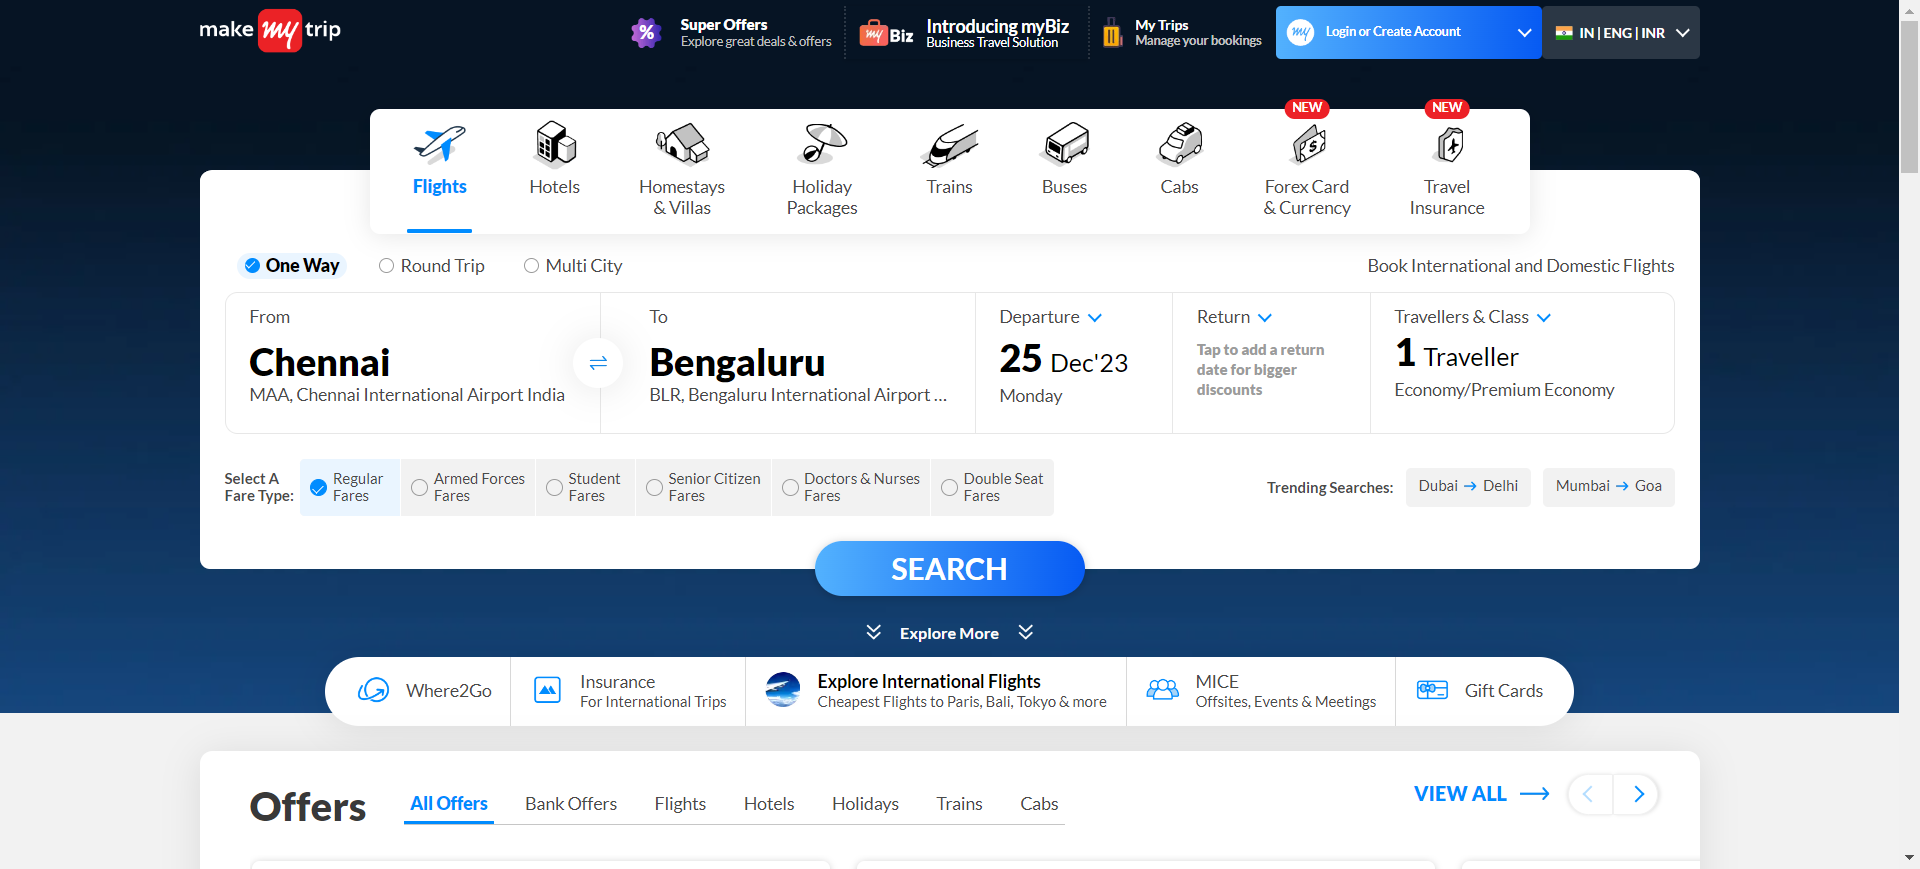 make my trip
%
Super Offers
Explore great deals & offers
my Biz
Introducing myBiz
Business Travel Solution
My Trips
Manage your bookings
my
Login or Create Account
IN | ENG | INR
NEW
NEW
Flights
Hotels
Homestays
& Villas
Holiday
Packages
Trains
Buses
Cabs
Forex Card
& Currency
Travel
Insurance
One Way
Round Trip
Multi City
Book International and Domestic Flights
From
Chennai
MAA, Chennai International Airport India
To
Bengaluru
BLR, Bengaluru International Airport ...
Departure
25 Dec'23
Monday
Return
Tap to add a return
date for bigger
discounts
Travellers & Class
1 Traveller
Economy/Premium Economy
Select A
Fare Type:
Regular
Fares
Armed Forces
Fares
Student
Fares
Senior Citizen
Fares
Doctors & Nurses
Fares
Double Seat
Fares
Trending Searches:
Dubai → Delhi
Mumbai → Goa
SEARCH
Explore More
Where2Go
Insurance
For International Trips
Explore International Flights
Cheapest Flights to Paris, Bali, Tokyo & more
MICE
Offsites, Events & Meetings
Gift Cards
Offers
All Offers
Bank Offers
Flights
Hotels
Holidays
Trains
Cabs
VIEW ALL